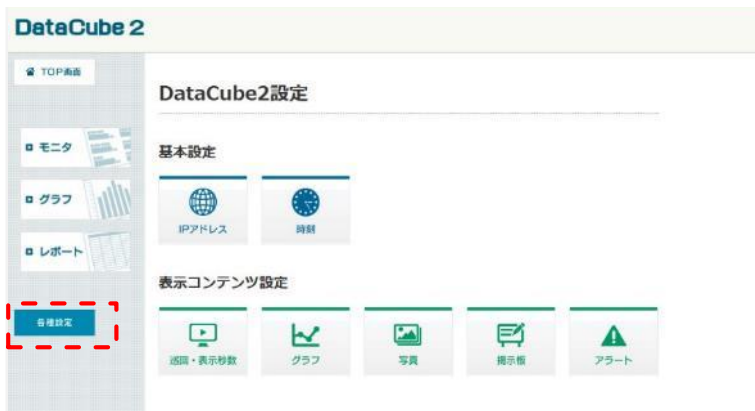 DataCube 2
TOP画面
DataCube2設定
モニタ
基本設定
グラフ
IPアドレス
時刻
レポート
表示コンテンツ設定
各種設定
巡回・表示秒数
グラフ
写真
掲示板
アラート